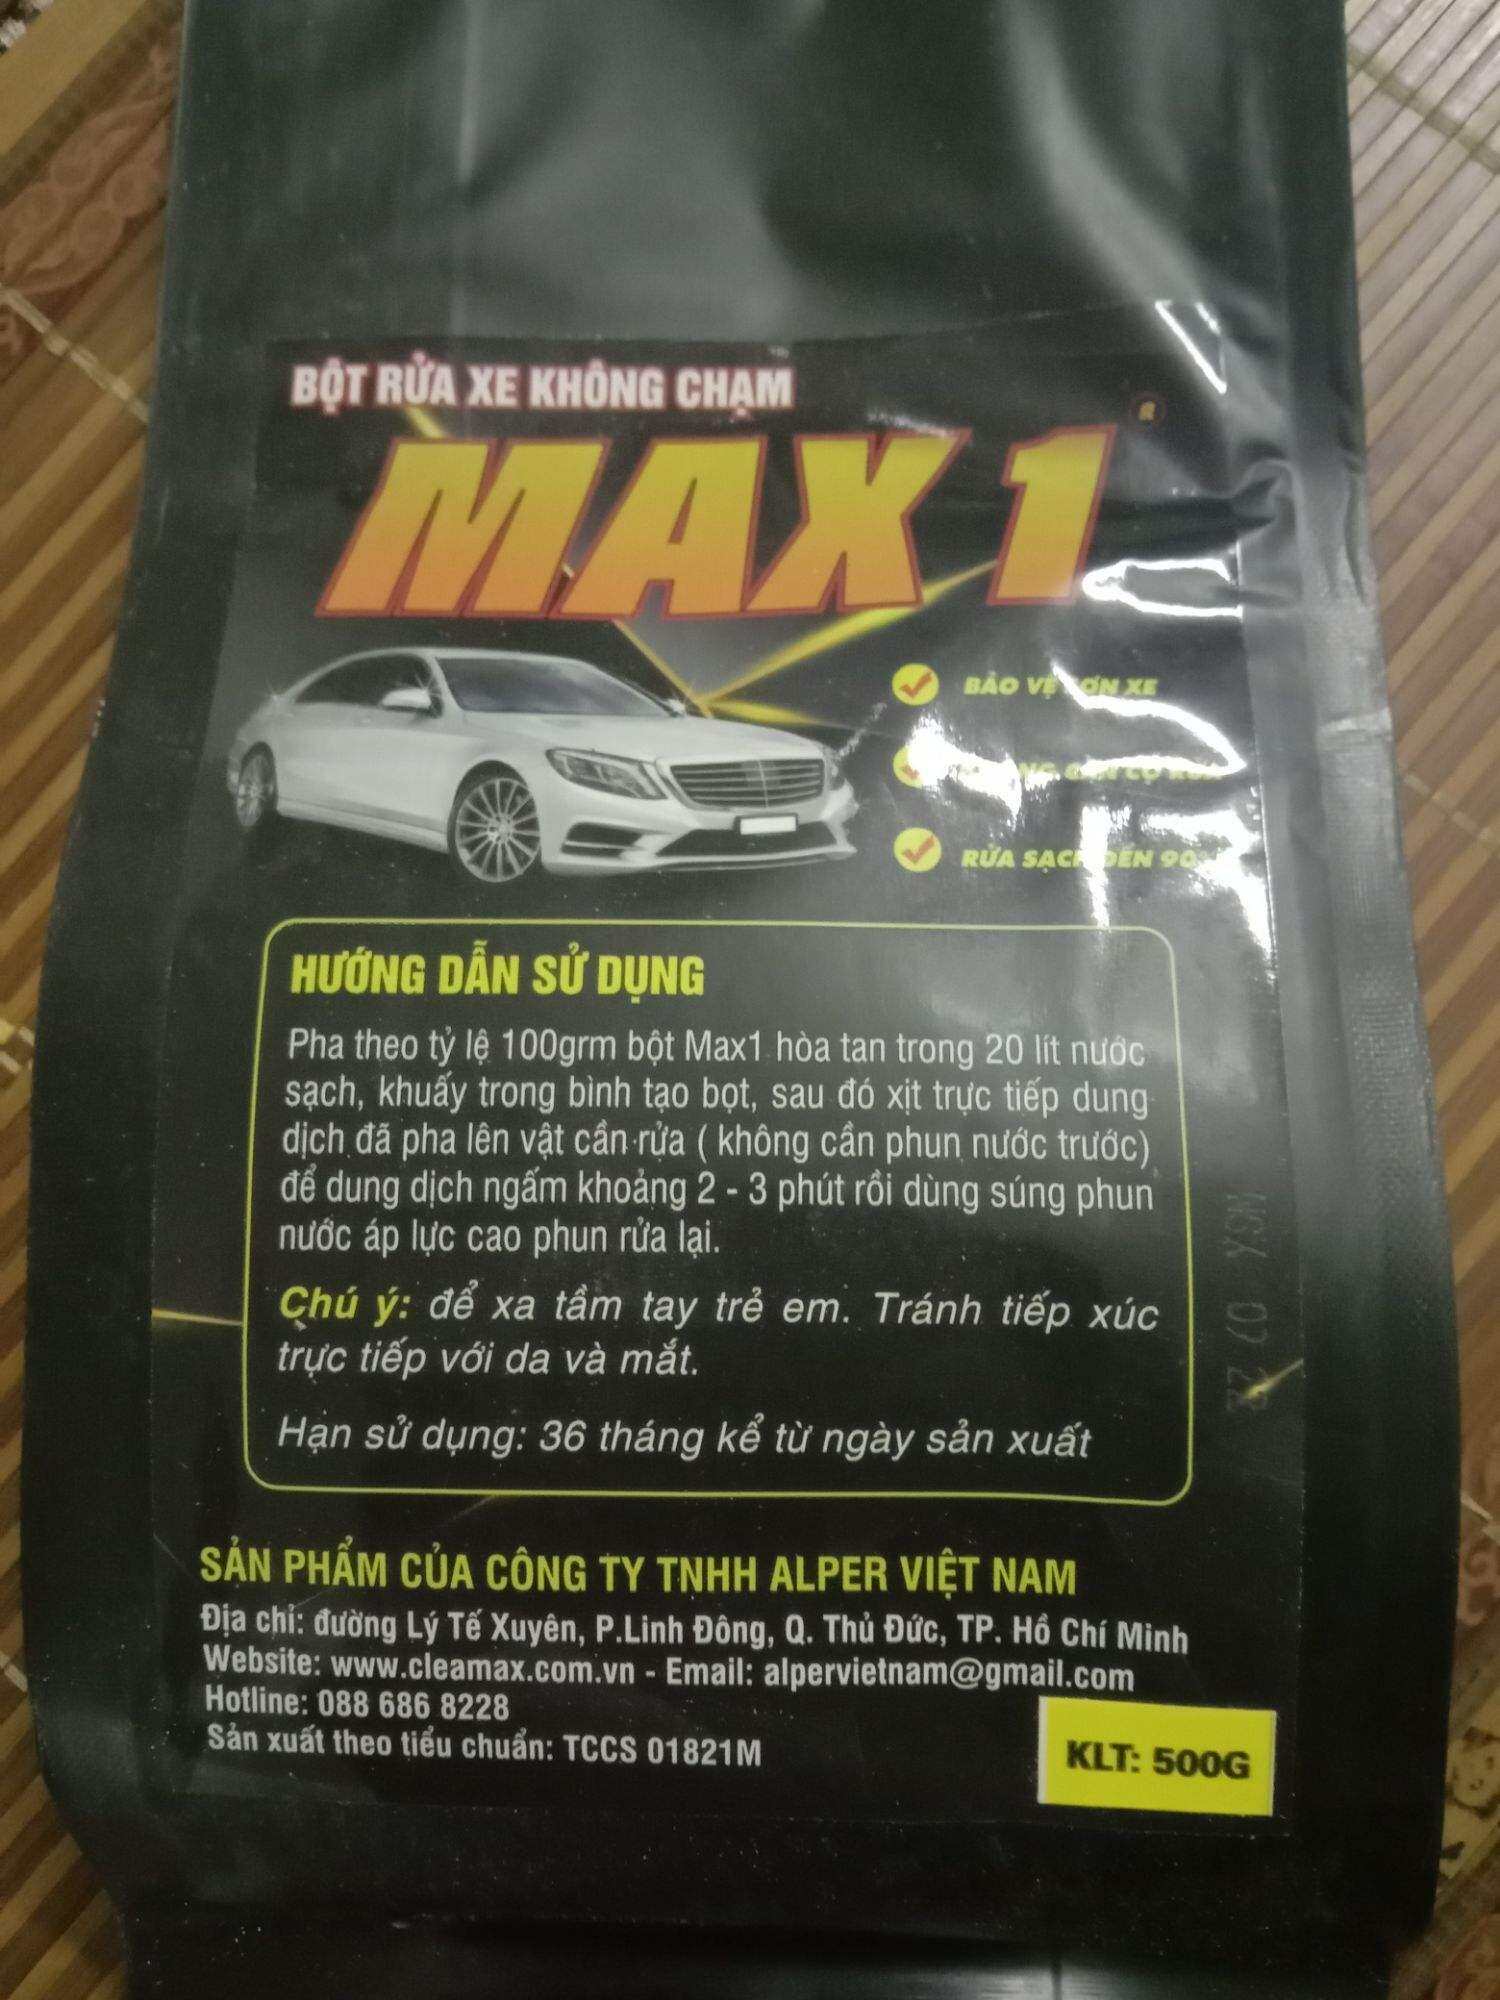 BỘT RỬA XE KHÔNG CHẠM
MAX 1
R
BẢO VỆ SƠN XE
RỬA SẠCH ĐẾN
HƯỚNG DẪN SỬ DỤNG
Pha theo tỷ lệ 100grm bột Max1 hòa tan trong 20 lít nước
sạch, khuấy trong bình tạo bọt, sau đó xịt trực tiếp dung
dịch đã pha lên vật cần rửa ( không cần phun nước trước)
để dung dịch ngấm khoảng 2 - 3 phút rồi dùng súng phun
nước áp lực cao phun rửa lại.
Chú ý: để xa tầm tay trẻ em. Tránh tiếp xúc
trực tiếp với da và mắt.
Hạn sử dụng: 36 tháng kể từ ngày sản xuất
SẢN PHẨM CỦA CÔNG TY TNHH ALPER VIỆT NAM
Địa chỉ: đường Lý Tế Xuyên, P.Linh Đông, Q. Thủ Đức, TP. Hồ Chí Minh
Website: www.cleamax.com.vn - Email: alpervietnam@gmail.com
Hotline: 088 686 8228
Sản xuất theo tiểu chuẩn: TCCS 01821M
KLT: 500G